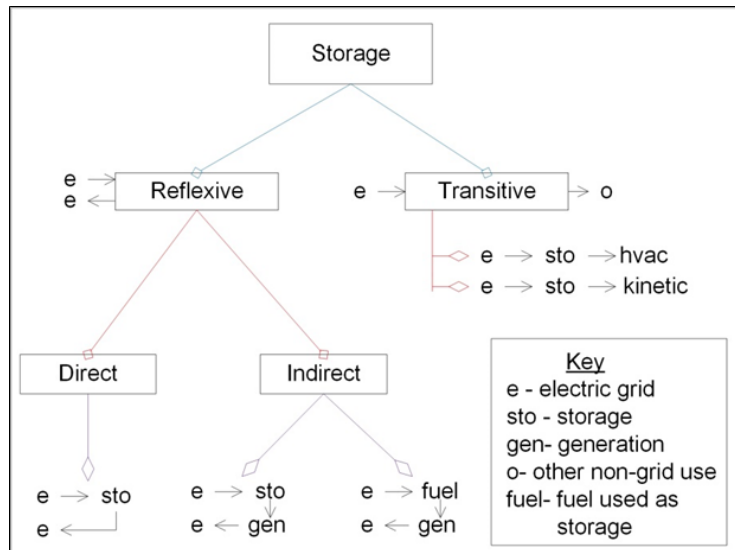 Storage
e
e
Reflexive
e
Transitive
o
e sto hvac
e sto kinetic
Direct
Indirect
e sto
e
e sto
e gen
e fuel
e gen
Key
e - electric grid
sto - storage
gen- generation
o- other non-grid use
fuel- fuel used as
storage